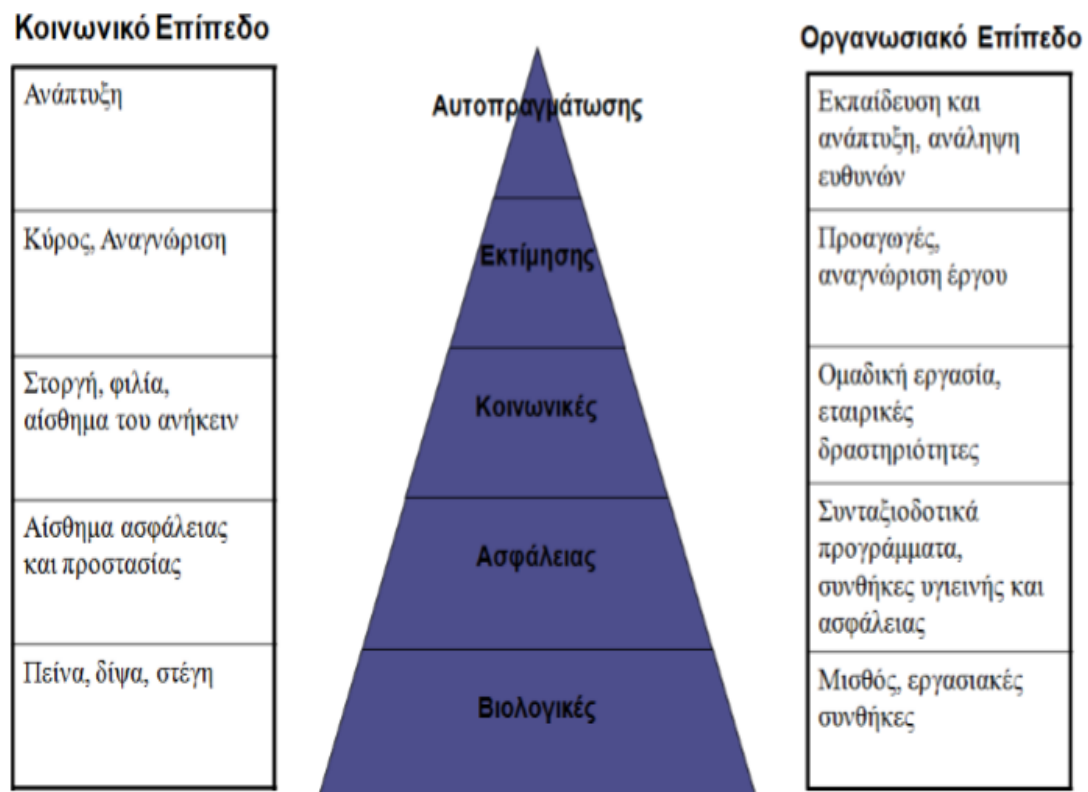 Κοινωνικό Επίπεδο
Ανάπτυξη
Κύρος, Αναγνώριση
Στοργή, φιλία,
αίσθημα του ανήκειν
Αίσθημα ασφάλειας
και προστασίας
Πείνα, δίψα, στέγη
Αυτοπραγμάτωσης
Εκτίμησης
Κοινωνικές
Ασφάλειας
Βιολογικές
Οργανωσιακό Επίπεδο
Εκπαίδευση και
ανάπτυξη, ανάληψη
ευθυνών
Προαγωγές,
αναγνώριση έργου
Ομαδική εργασία,
εταιρικές
δραστηριότητες
Συνταξιοδοτικά
προγράμματα,
συνθήκες υγιεινής και
ασφάλειας
Μισθός, εργασιακές
συνθήκες